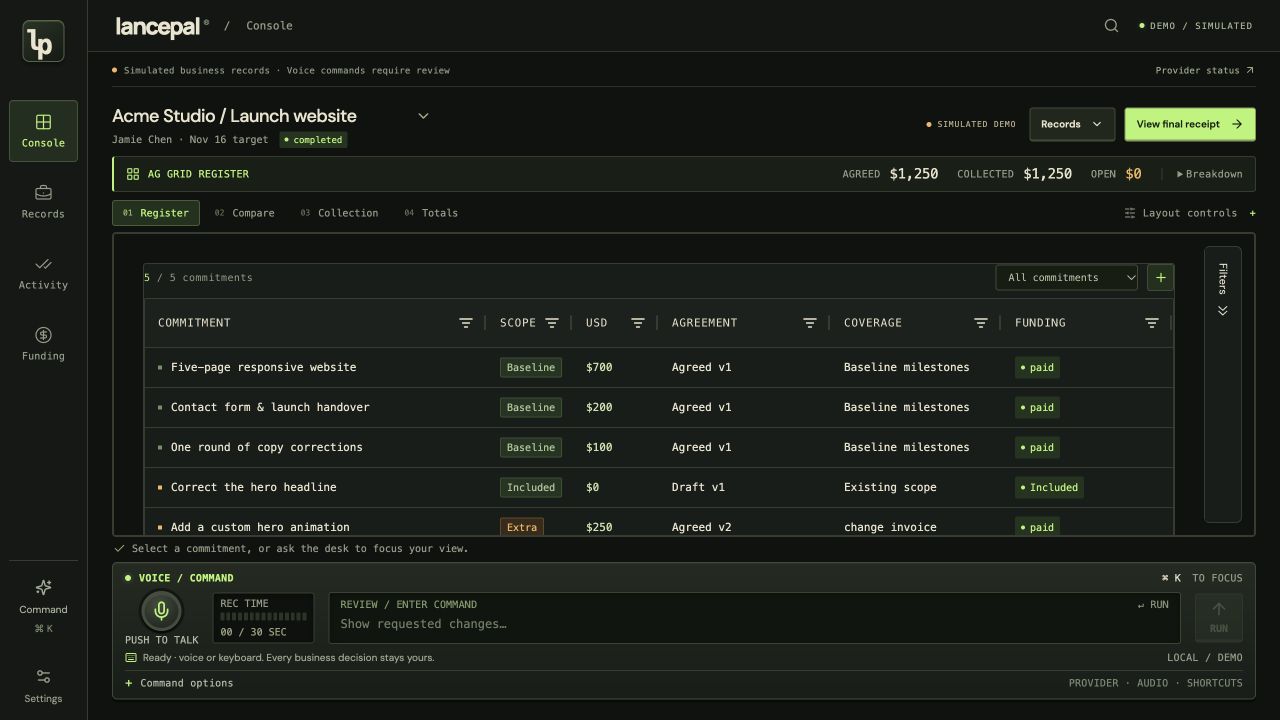 lp
lancepal® / Console
DEMO / SIMULATED
Simulated business records · Voice commands require review
Provider status ↗
Console
Records
Activity
Funding
Command
⌘ K
Settings
Acme Studio / Launch website
Jamie Chen · Nov 16 target • completed
SIMULATED DEMO
Records
View final receipt →
AG GRID REGISTER
AGREED $1,250 COLLECTED $1,250 OPEN $0 Breakdown
01 Register 02 Compare 03 Collection 04 Totals
Layout controls +
5 / 5 commitments
All commitments
+
Filters
COMMITMENT SCOPE USD AGREEMENT COVERAGE FUNDING
Five-page responsive website Baseline $700 Agreed v1 Baseline milestones • paid
Contact form & launch handover Baseline $200 Agreed v1 Baseline milestones • paid
One round of copy corrections Baseline $100 Agreed v1 Baseline milestones • paid
Correct the hero headline Included $0 Draft v1 Existing scope • Included
Add a custom hero animation Extra $250 Agreed v2 change invoice • paid
Select a commitment, or ask the desk to focus your view.
VOICE / COMMAND
⌘ K TO FOCUS
PUSH TO TALK
REC TIME
00 / 30 SEC
REVIEW / ENTER COMMAND
↵ RUN
Show requested changes…
RUN
Ready · voice or keyboard. Every business decision stays yours.
LOCAL / DEMO
+ Command options
PROVIDER · AUDIO · SHORTCUTS